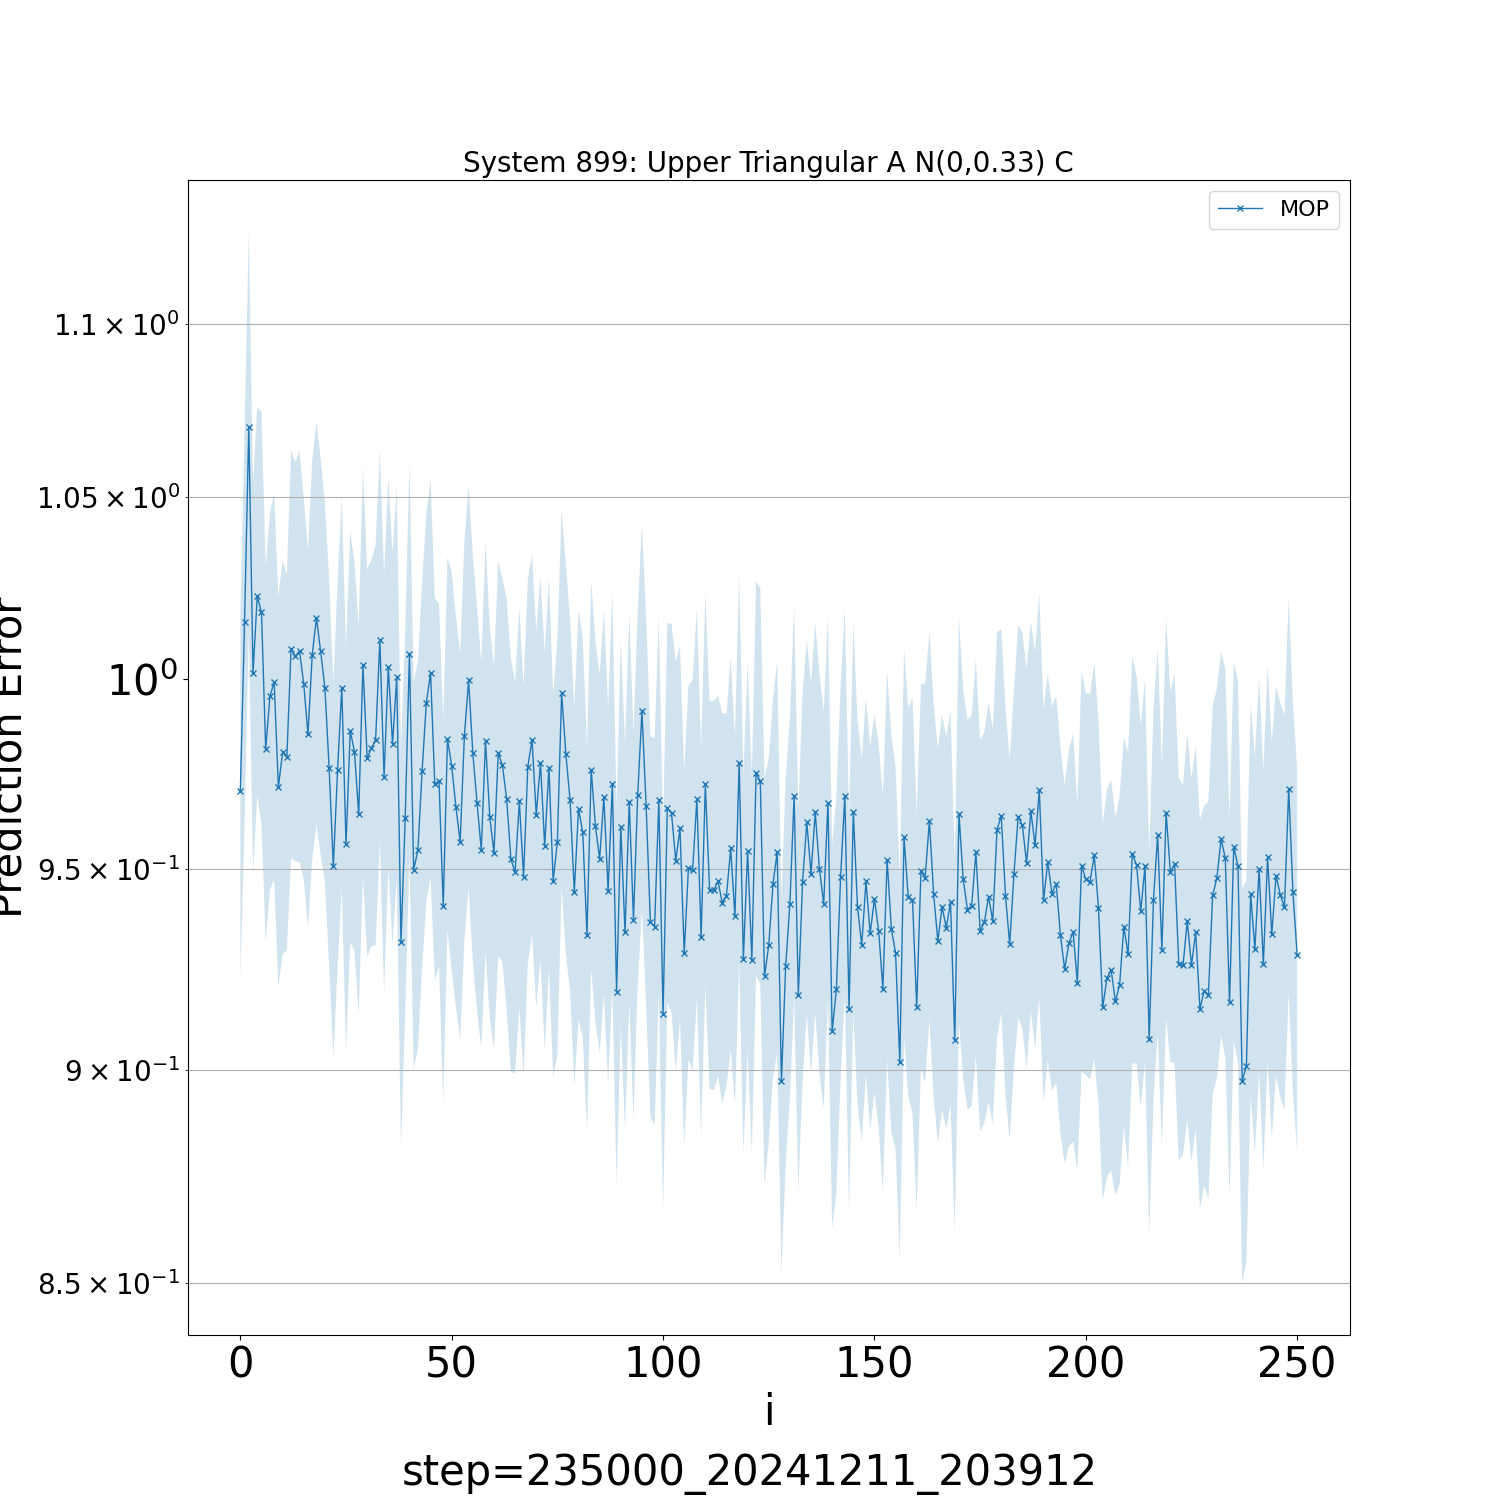 System 899: Upper Triangular A N(0,0.33) C
MOP
1.1 × 10⁰
1.05 × 10⁰
10⁰
9.5 × 10⁻¹
9 × 10⁻¹
8.5 × 10⁻¹
Prediction Error
0 50 100 150 200 250
i
step=235000_20241211_203912